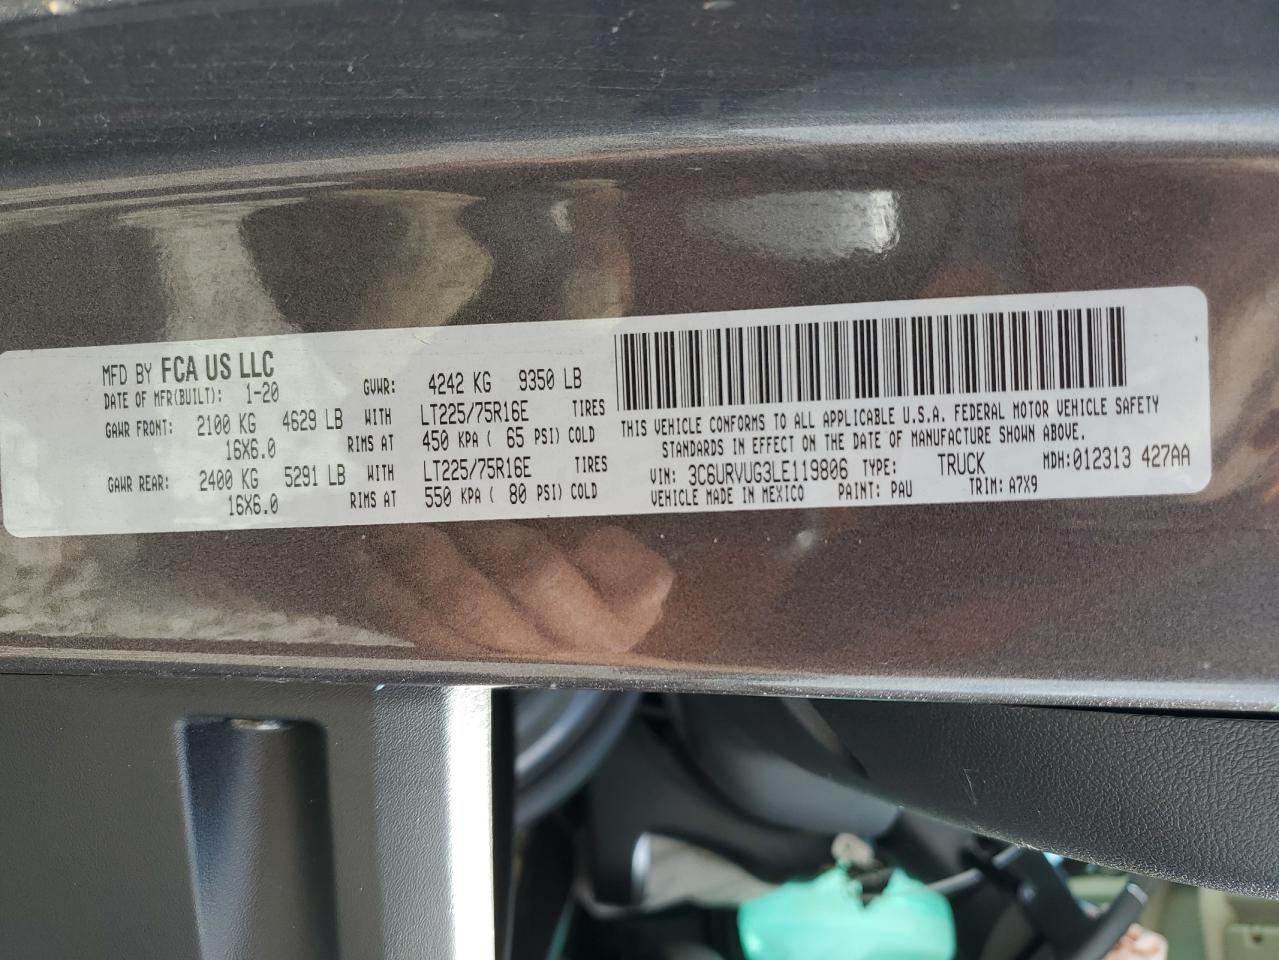 MFD BY FCA US LLC
DATE OF MFR(BUILT): 1-20 GVWR: 4242 KG 9350 LB
GAWR FRONT: 2100 KG 4629 LB WITH LT225/75R16E TIRES
16X6.0 RIMS AT 450 KPA ( 65 PSI) COLD
GAWR REAR: 2400 KG 5291 LB WITH LT225/75R16E TIRES
16X6.0 RIMS AT 550 KPA ( 80 PSI) COLD
THIS VEHICLE CONFORMS TO ALL APPLICABLE U.S.A. FEDERAL MOTOR VEHICLE SAFETY
STANDARDS IN EFFECT ON THE DATE OF MANUFACTURE SHOWN ABOVE.
VIN: 3C6URVUG3LE119806 TYPE: TRUCK MDH:012313 427AA
VEHICLE MADE IN MEXICO PAINT: PAU TRIM: A7X9